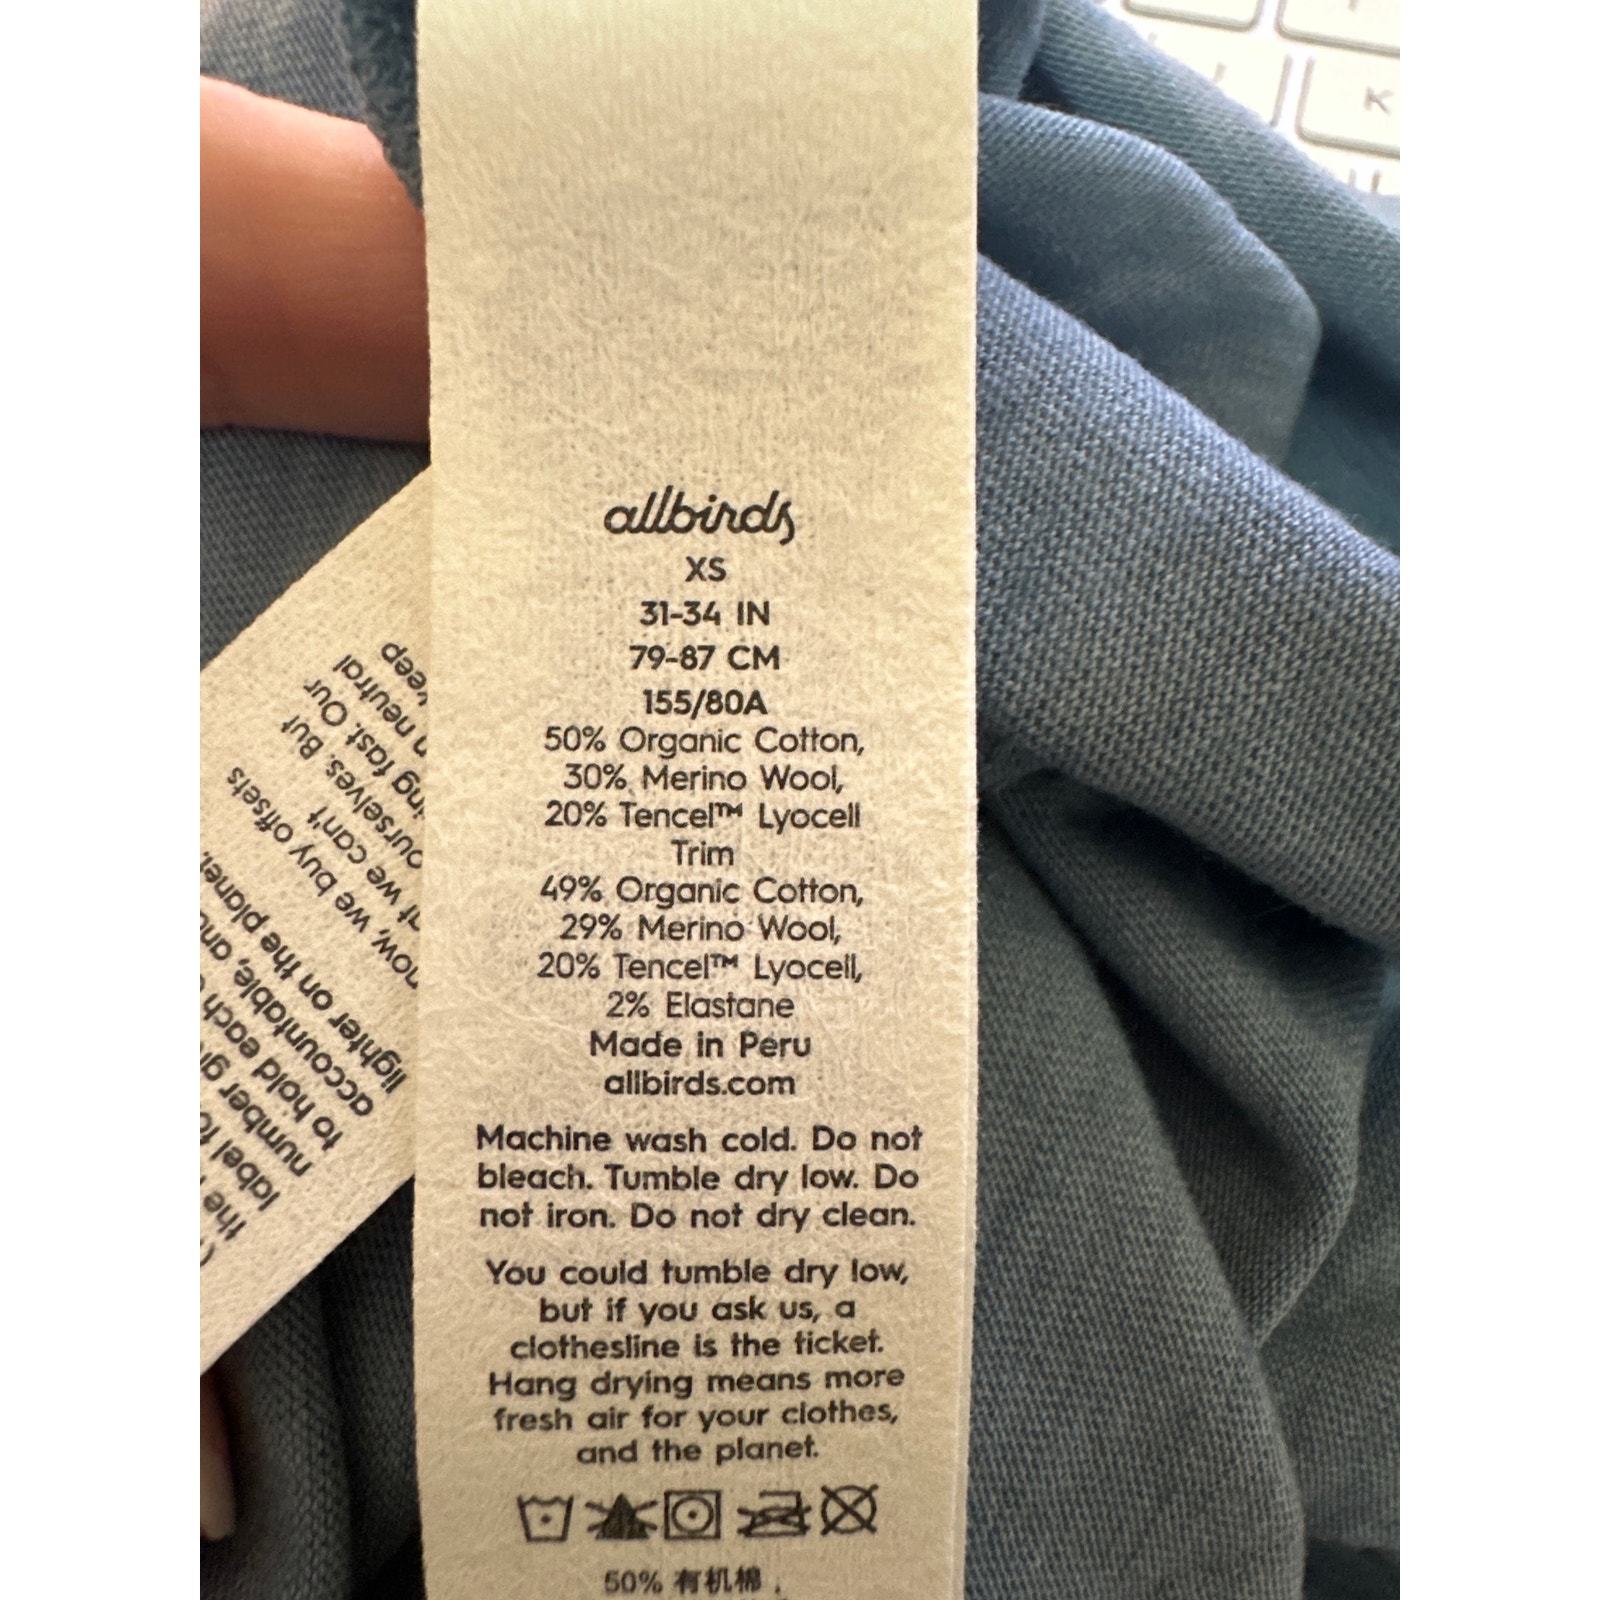 allbirds
XS
31-34 IN
79-87 CM
155/80A
50% Organic Cotton,
30% Merino Wool,
20% Tencel™ Lyocell
Trim
49% Organic Cotton,
29% Merino Wool,
20% Tencel™ Lyocell,
2% Elastane
Made in Peru
allbirds.com
Machine wash cold. Do not
bleach. Tumble dry low. Do
not iron. Do not dry clean.
You could tumble dry low,
but if you ask us, a
clothesline is the ticket.
Hang drying means more
fresh air for your clothes,
and the planet.
50% 有机棉，
the
label
number
to hold each
accountable,
lighter on the planet.
we buy offsets
we can't
ourselves. But
fast. Our
neutral
K